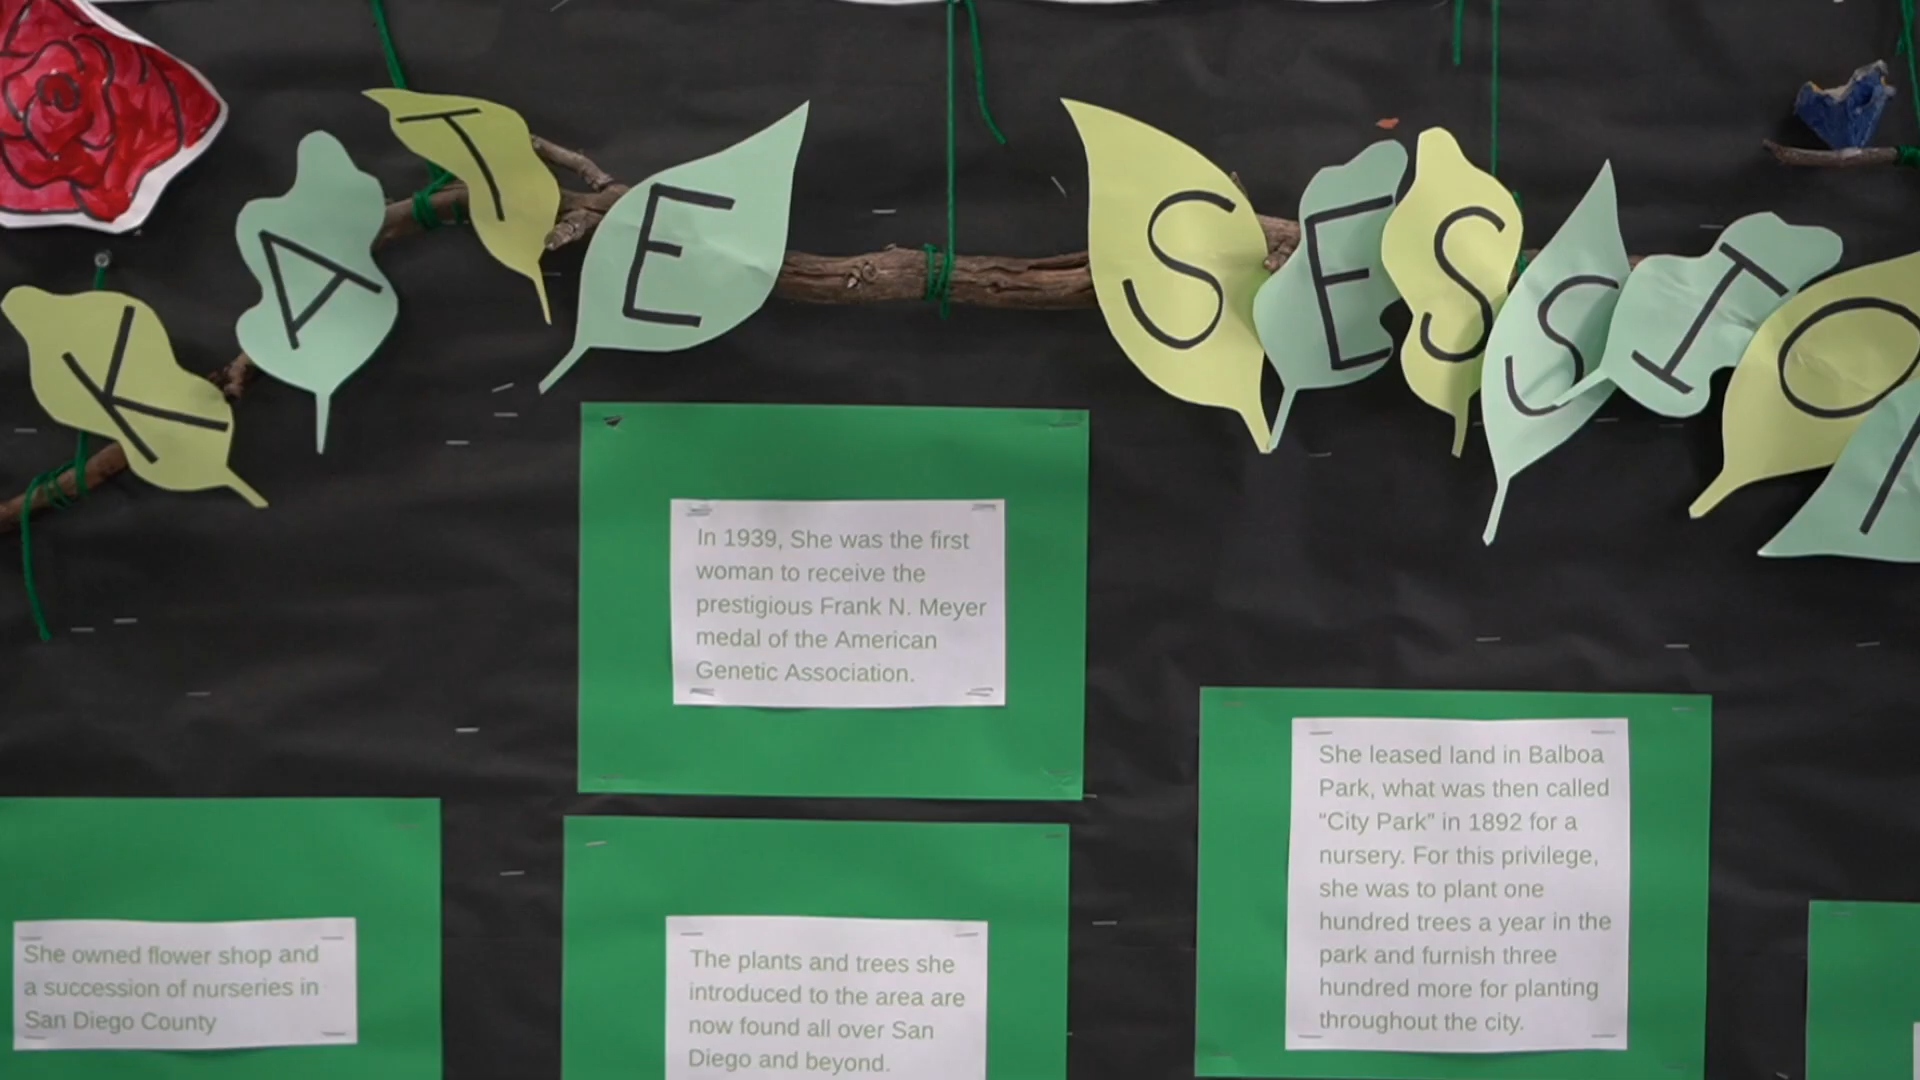 KATE SESSION
In 1939, She was the first
woman to receive the
prestigious Frank N. Meyer
medal of the American
Genetic Association.
She leased land in Balboa
Park, what was then called
“City Park” in 1892 for a
nursery. For this privilege,
she was to plant one
hundred trees a year in the
park and furnish three
hundred more for planting
throughout the city.
She owned flower shop and
a succession of nurseries in
San Diego County
The plants and trees she
introduced to the area are
now found all over San
Diego and beyond.